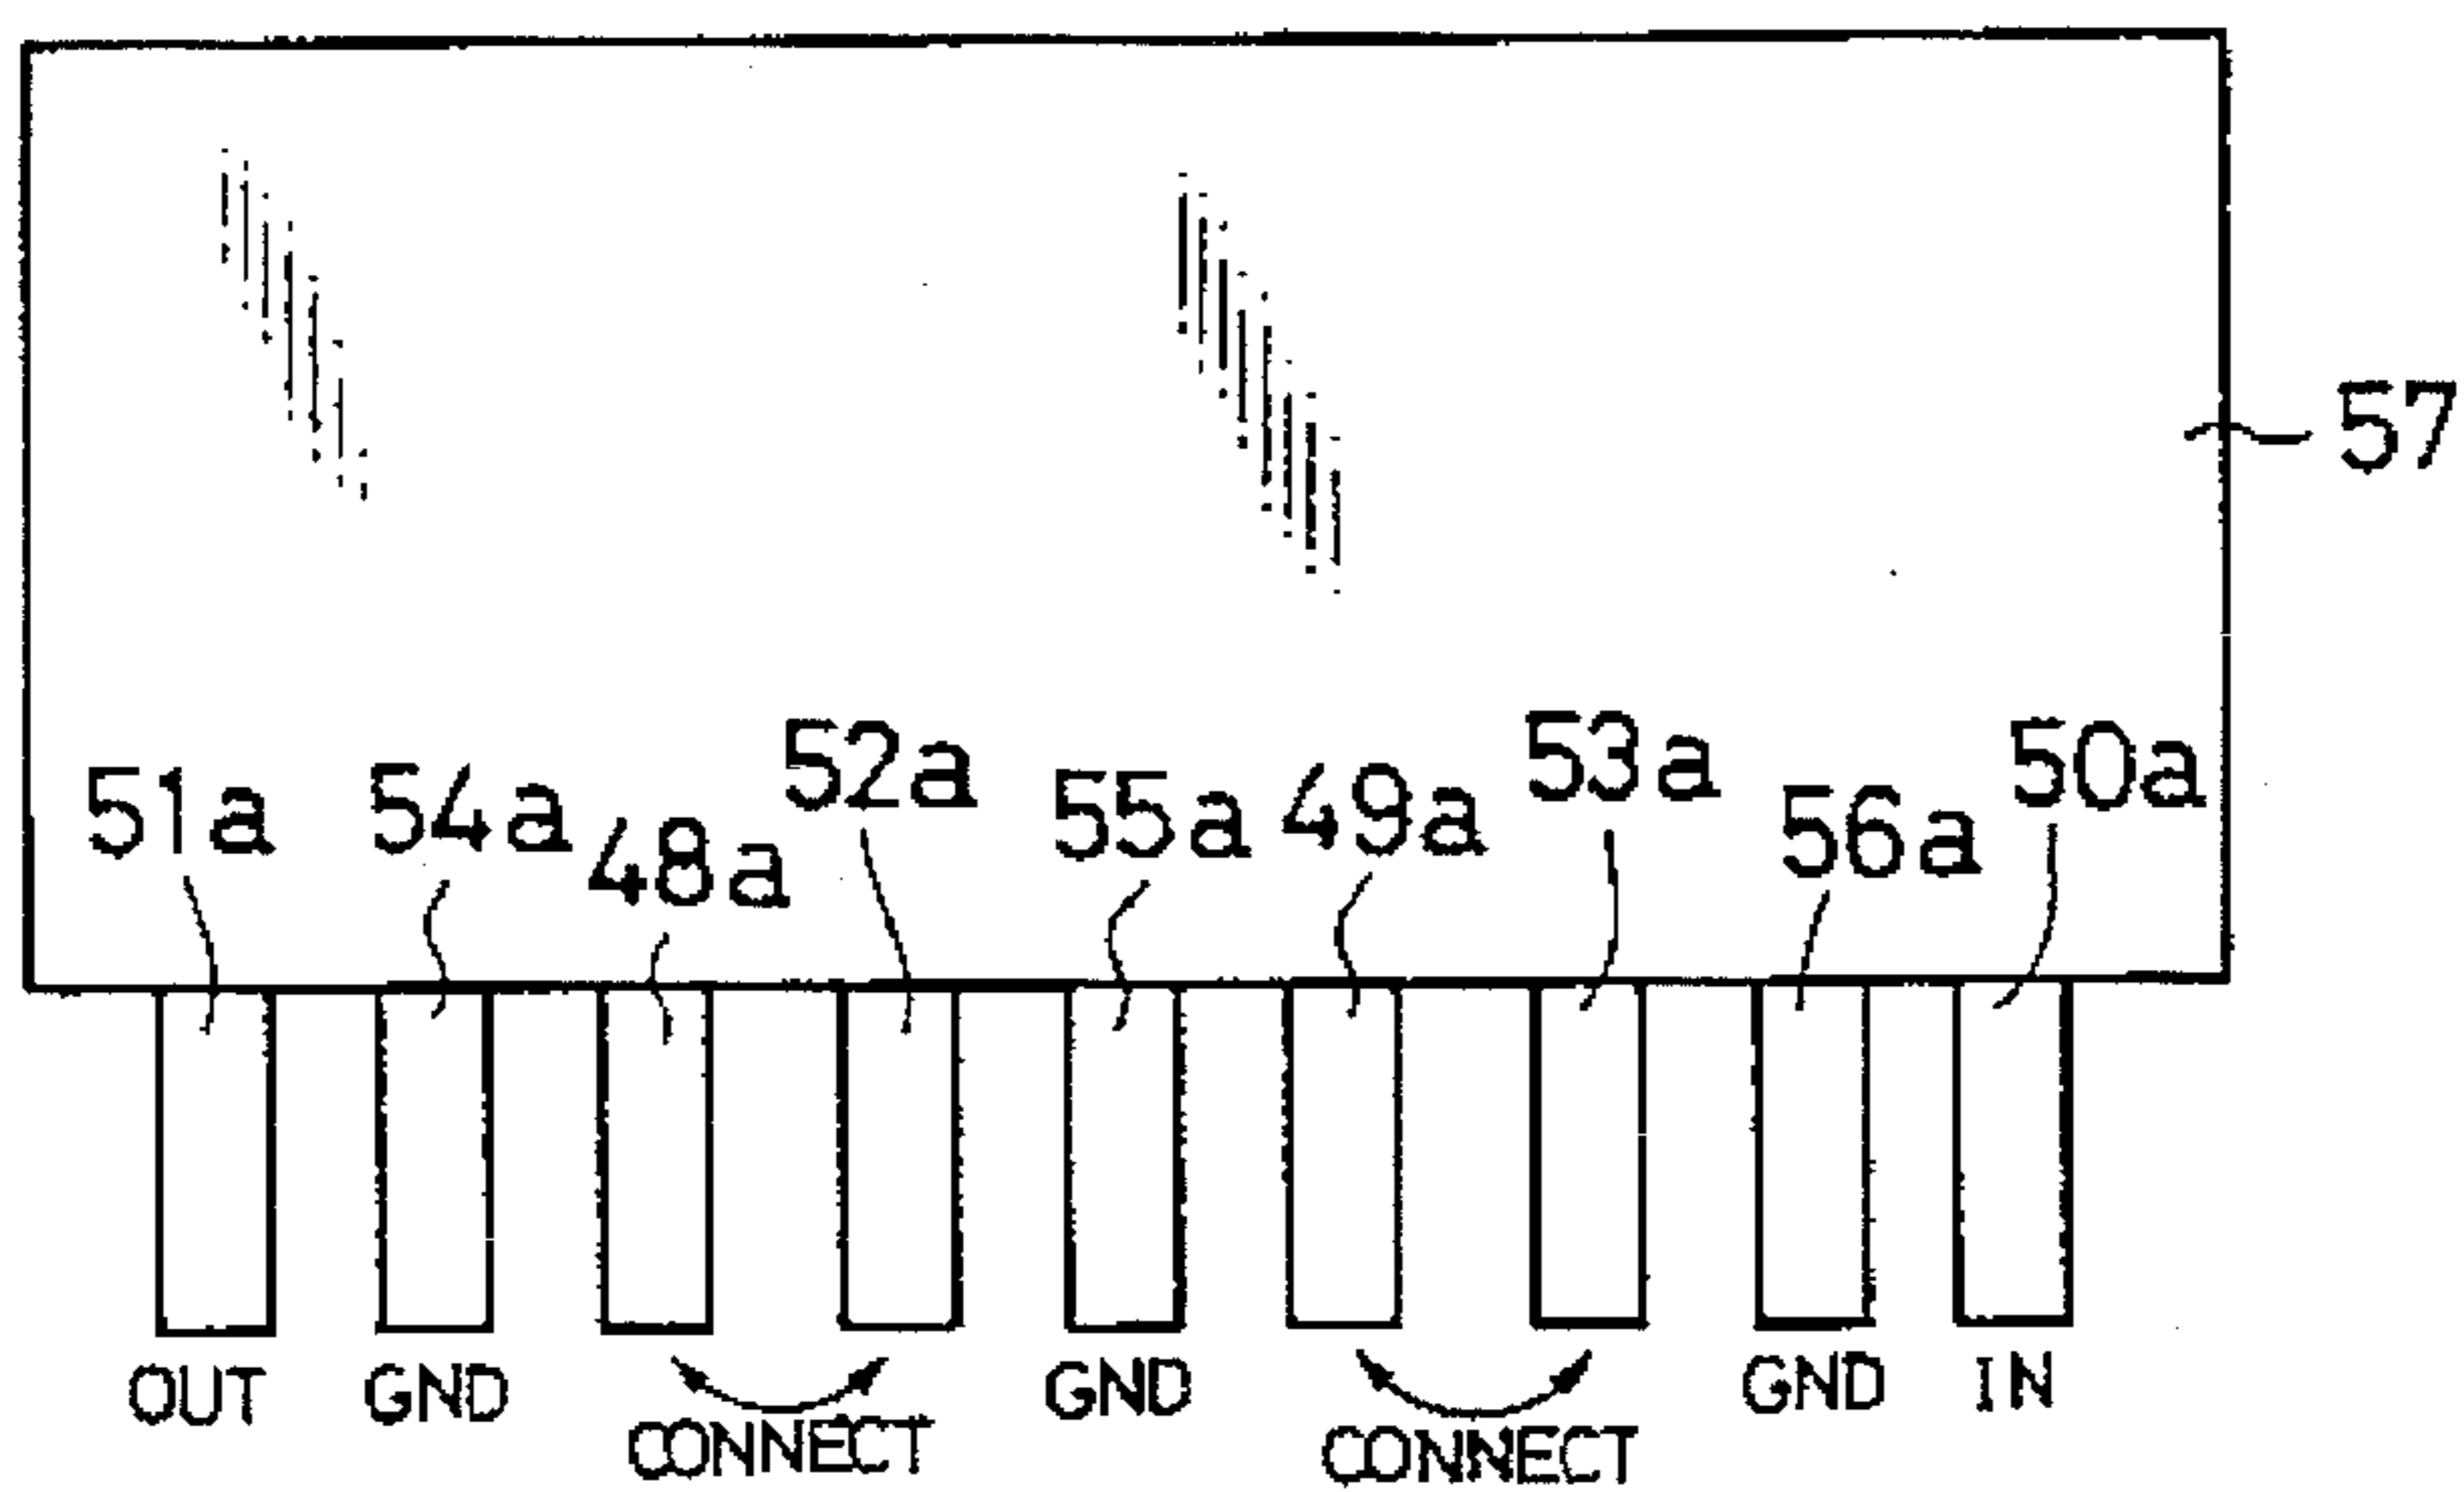 57
51a 54a 48a 52a 55a 49a 53a 56a 50a
OUT GND CONNECT GND CONNECT GND IN